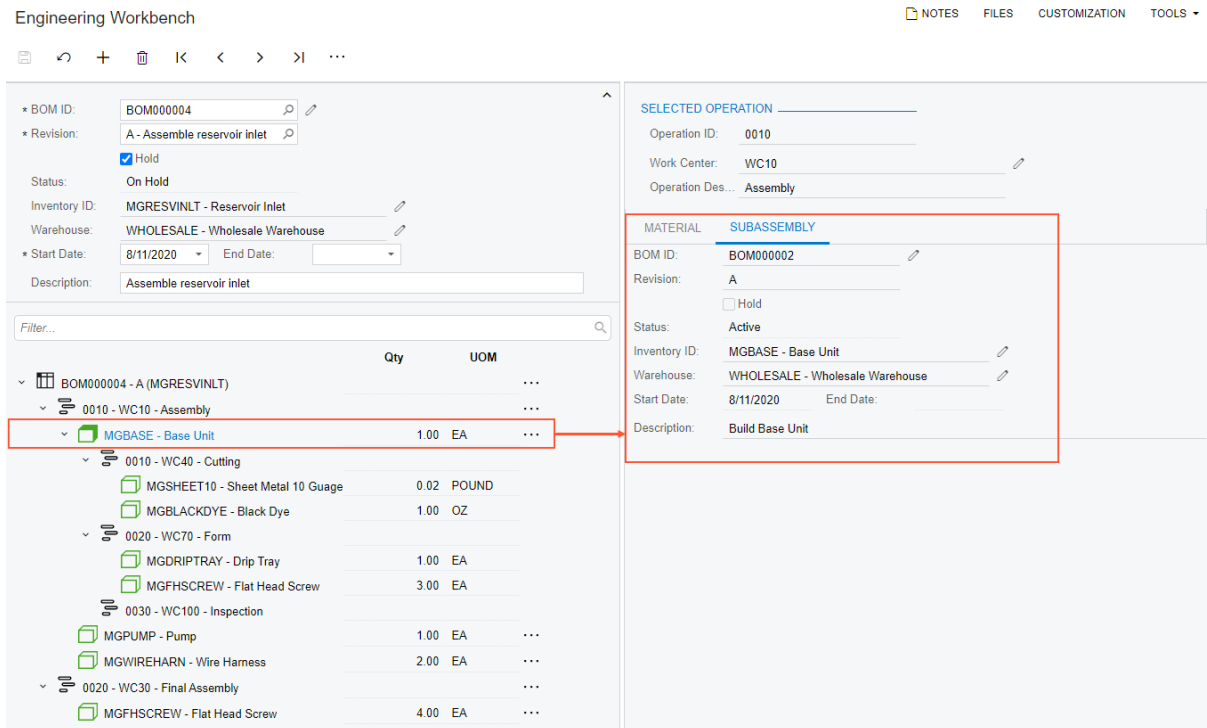 Engineering Workbench
NOTES FILES CUSTOMIZATION TOOLS
* BOM ID: BOM000004
* Revision: A - Assemble reservoir inlet
Hold
Status: On Hold
Inventory ID: MGRESVINLT - Reservoir Inlet
Warehouse: WHOLESALE - Wholesale Warehouse
* Start Date: 8/11/2020 End Date:
Description: Assemble reservoir inlet
Filter...
Qty UOM
BOM000004 - A (MGRESVINLT) ...
0010 - WC10 - Assembly ...
MGBASE - Base Unit 1.00 EA ...
0010 - WC40 - Cutting
MGSHEET10 - Sheet Metal 10 Guage 0.02 POUND
MGBLACKDYE - Black Dye 1.00 OZ
0020 - WC70 - Form
MGDRIPTRAY - Drip Tray 1.00 EA
MGFHSCREW - Flat Head Screw 3.00 EA
0030 - WC100 - Inspection
MGPUMP - Pump 1.00 EA ...
MGWIREHARN - Wire Harness 2.00 EA ...
0020 - WC30 - Final Assembly ...
MGFHSCREW - Flat Head Screw 4.00 EA ...
SELECTED OPERATION
Operation ID: 0010
Work Center: WC10
Operation Des... Assembly
MATERIAL SUBASSEMBLY
BOM ID: BOM000002
Revision: A
Hold
Status: Active
Inventory ID: MGBASE - Base Unit
Warehouse: WHOLESALE - Wholesale Warehouse
Start Date: 8/11/2020 End Date:
Description: Build Base Unit